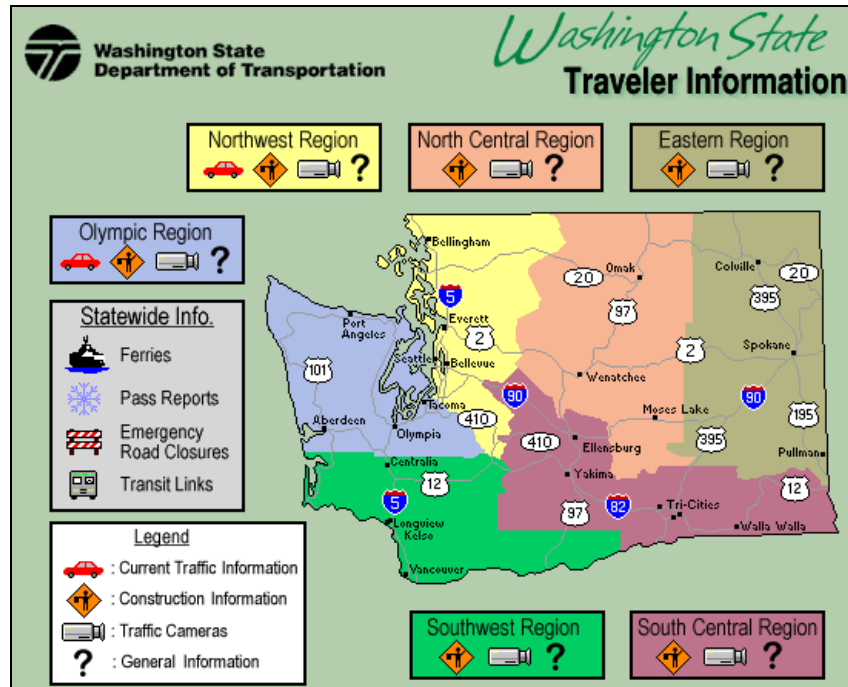 Washington State
Department of Transportation
Washington State
Traveler Information
Northwest Region
?
North Central Region
?
Eastern Region
?
Olympic Region
?
Statewide Info.
Ferries
Pass Reports
Emergency
Road Closures
Transit Links
Legend
: Current Traffic Information
: Construction Information
: Traffic Cameras
? : General Information
Bellingham
20
Omak
Colville
20
5
97
395
Port
Angeles
Everett
2
2
Spokane
101
Seattle
Bellevue
Wenatchee
90
90
Tacoma
410
Moses Lake
195
Aberdeen
Olympia
410
Ellensburg
395
Pullman
Centralia
12
Yakima
12
5
97
82
Tri-Cities
Longview
Kelso
Walla Walla
Vancouver
Southwest Region
?
South Central Region
?